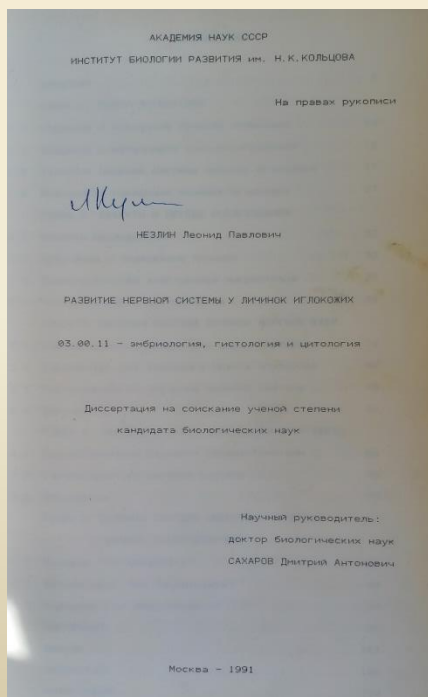 АКАДЕМИЯ НАУК СССР
ИНСТИТУТ БИОЛОГИИ РАЗВИТИЯ им. Н.К.КОЛЬЦОВА
На правах рукописи
НЕЗЛИН Леонид Павлович
РАЗВИТИЕ НЕРВНОЙ СИСТЕМЫ У ЛИЧИНОК ИГЛОКОЖИХ
03.00.11 - эмбриология, гистология и цитология
Диссертация на соискание ученой степени
кандидата биологических наук
Научный руководитель:
доктор биологических наук
САХАРОВ Дмитрий Антонович
Москва - 1991